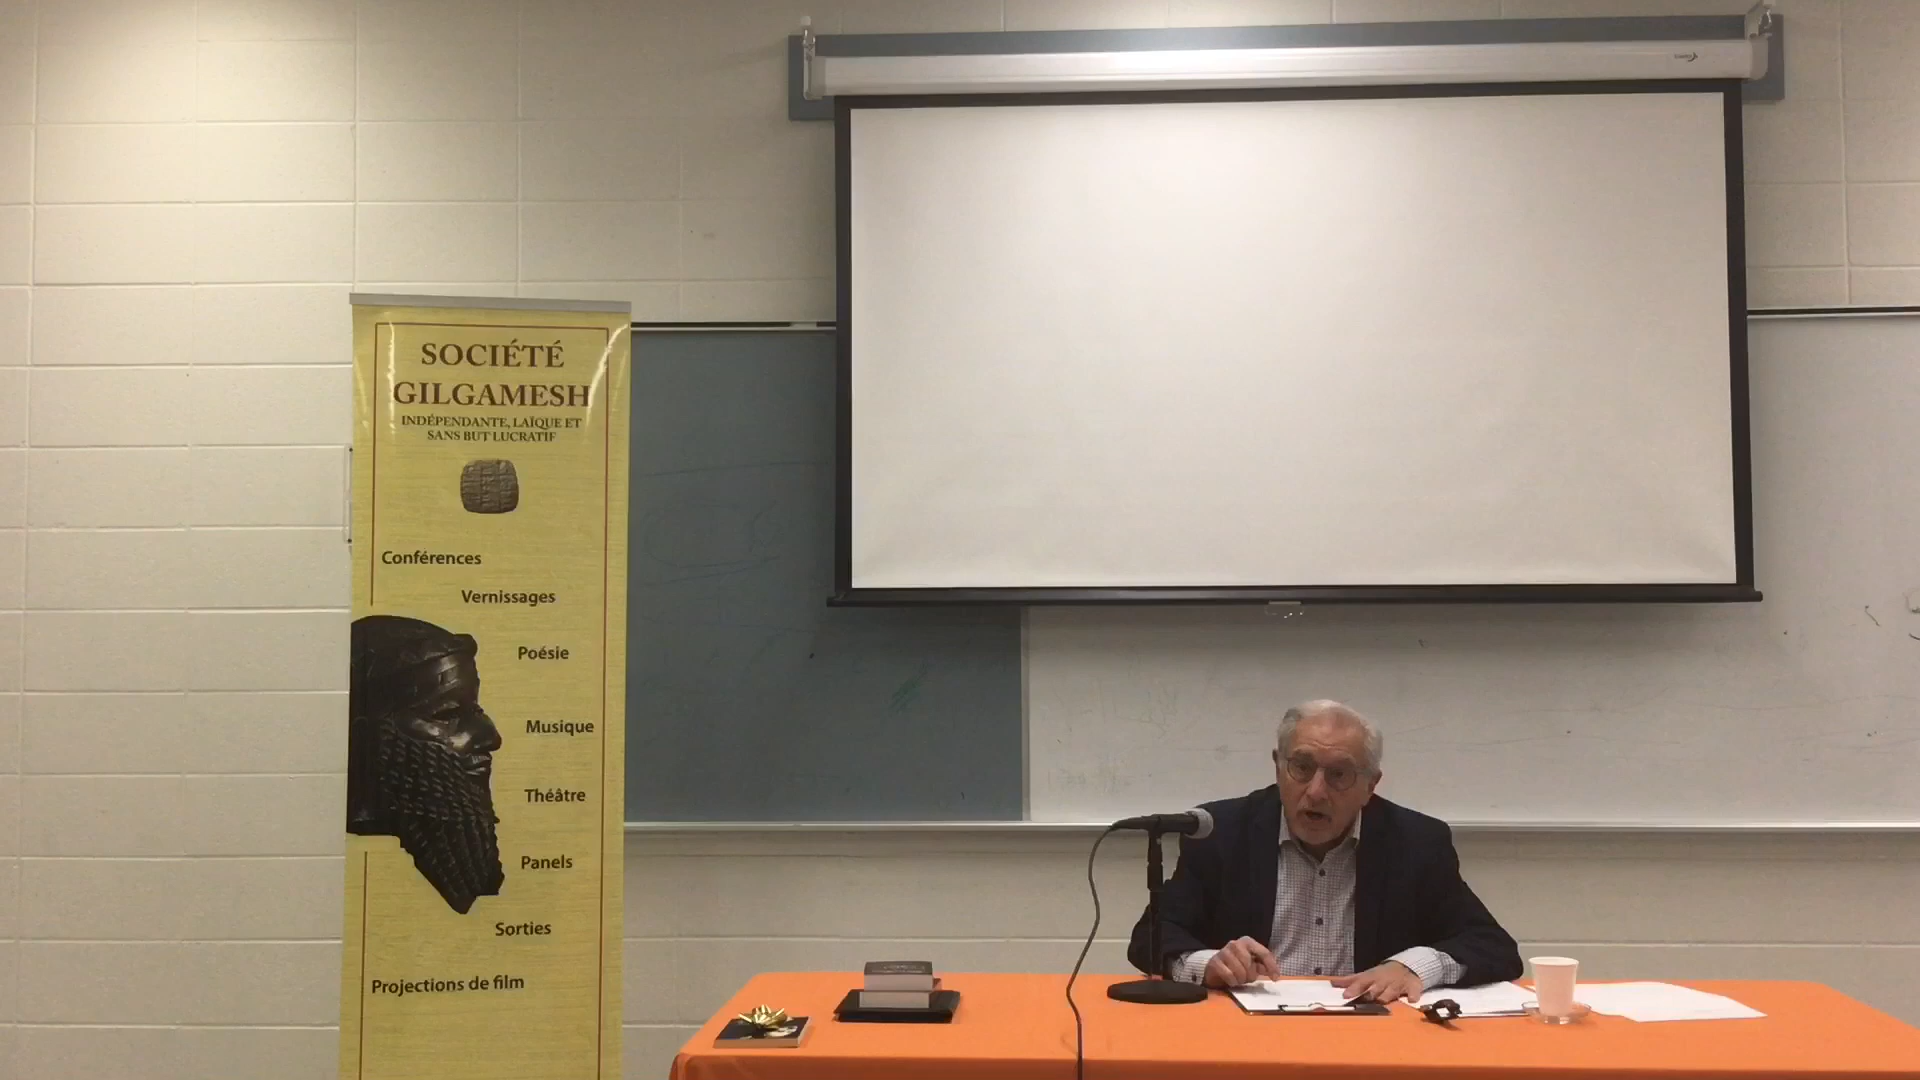 SOCIÉTÉ
GILGAMESH
INDÉPENDANTE, LAÏQUE ET
SANS BUT LUCRATIF
Conférences
Vernissages
Poésie
Musique
Théâtre
Panels
Sorties
Projections de film